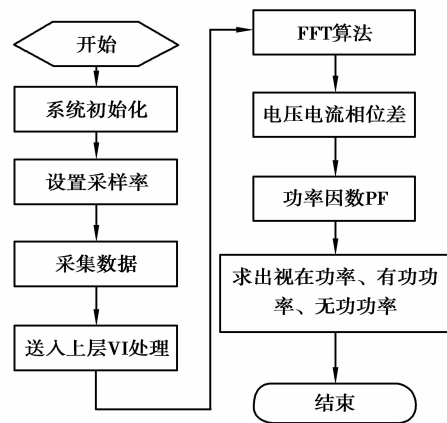 开始
系统初始化
设置采样率
采集数据
送入上层VI处理
FFT算法
电压电流相位差
功率因数PF
求出视在功率、有功功
率、无功功率
结束